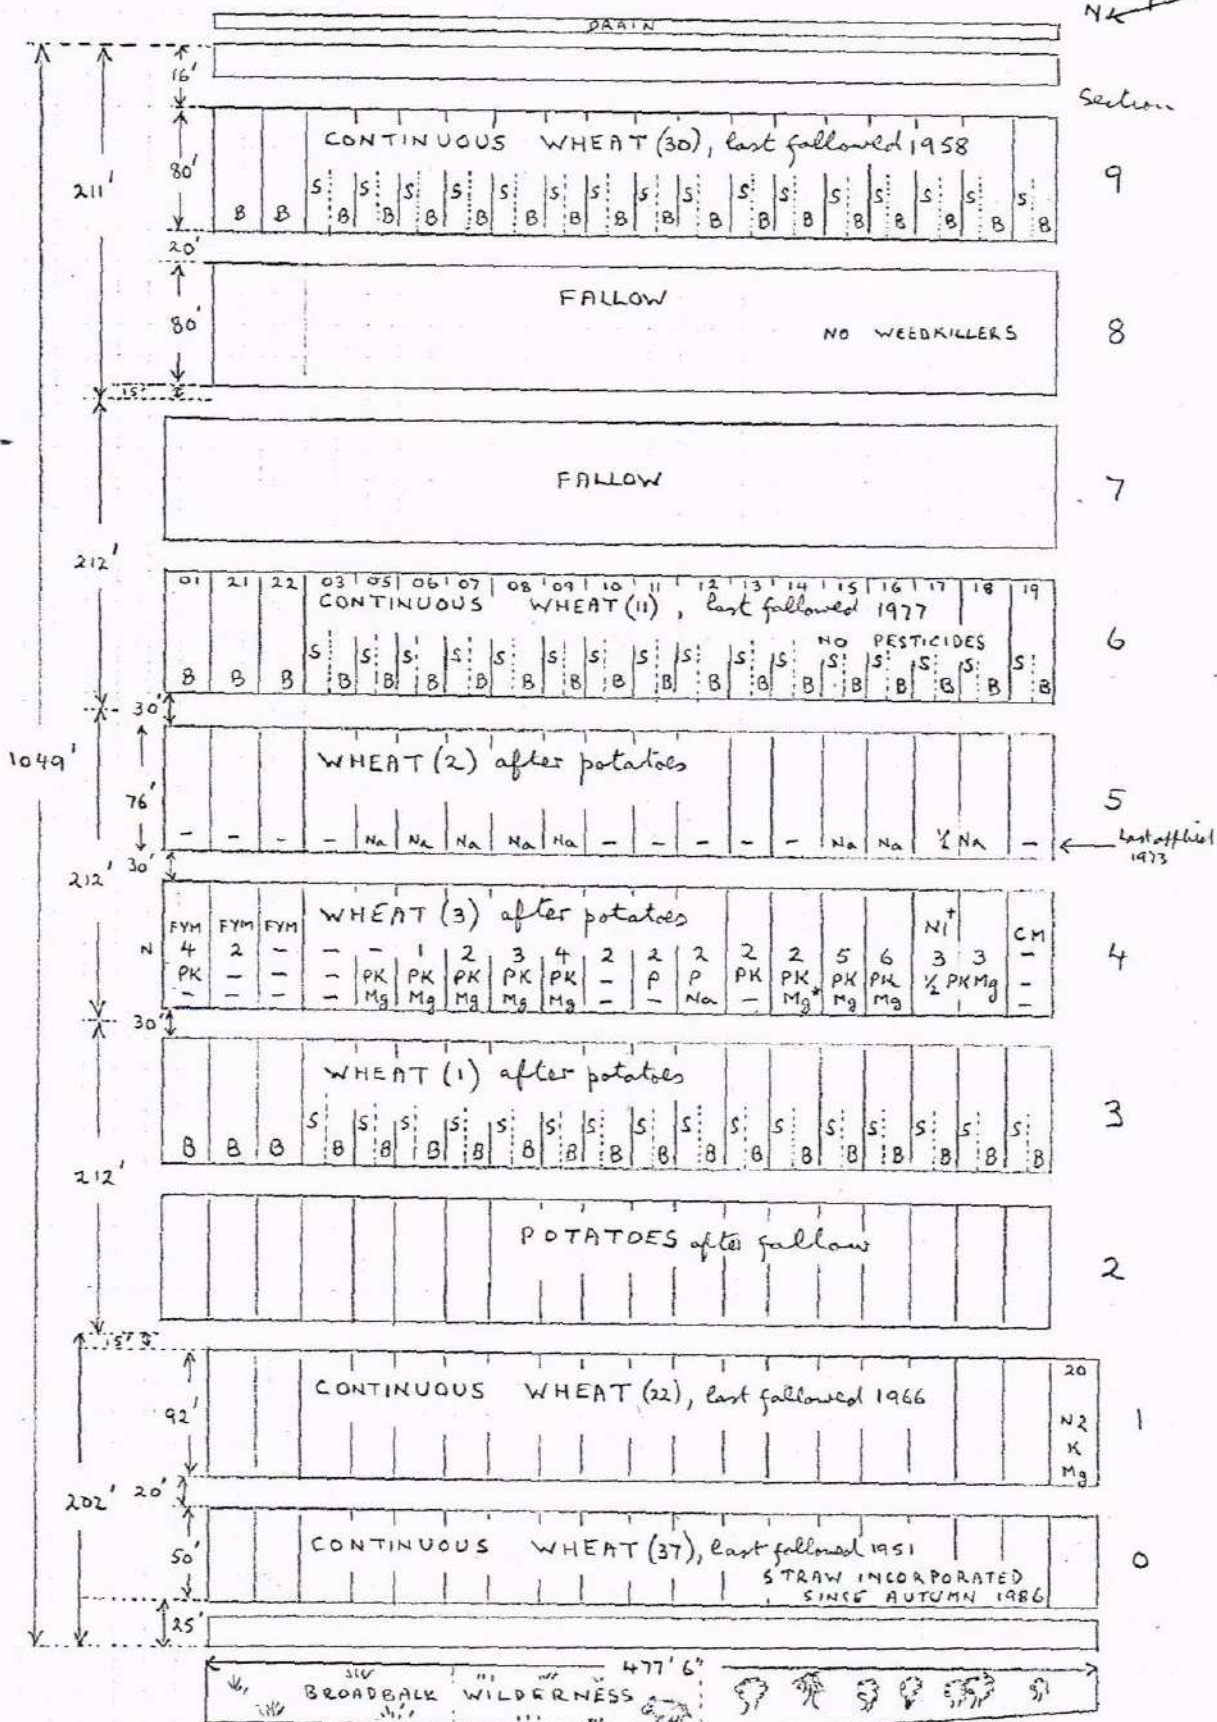 DRAIN
N
16'
Section
CONTINUOUS WHEAT (30), last fallowed 1958
9
211'
80'
S S S S S S S S S S S S S S S S
B B B B B B B B B B B B B B B B B B
20'
FALLOW
80'
NO WEEDKILLERS
8
15'
FALLOW
7
212'
01 21 22 03 05 06 07 08 09 10 11 12 13 14 15 16 17 18 19
CONTINUOUS WHEAT (11), last fallowed 1977
NO PESTICIDES
6
S S S S S S S S S S S S S S S S
B B B B B B B B B B B B B B B B B B B
30'
1049'
WHEAT (2) after potatoes
76'
5
- - - - Na Na Na Na Na - - - - - Na Na ½ Na -
Last applied
1973
212'
30'
FYM FYM FYM WHEAT (3) after potatoes N1† CM
N 4 2 - - - 1 2 3 4 2 2 2 2 2 5 6 3 3 -
4
PK - - - PK PK PK PK PK - P P PK PK PK PK ½ PKMg -
- - - - Mg Mg Mg Mg Mg - - Na - Mg* Mg Mg -
30'
WHEAT (1) after potatoes
3
S S S S S S S S S S S S S S S S
B B B B B B B B B B B B B B B B B B B
212'
POTATOES after fallow
2
15'
20
CONTINUOUS WHEAT (22), last fallowed 1966
92'
N2
1
K
Mg
202'
20'
CONTINUOUS WHEAT (37), last fallowed 1951
50'
0
STRAW INCORPORATED
SINCE AUTUMN 1986
25'
477' 6"
BROADBALK WILDERNESS